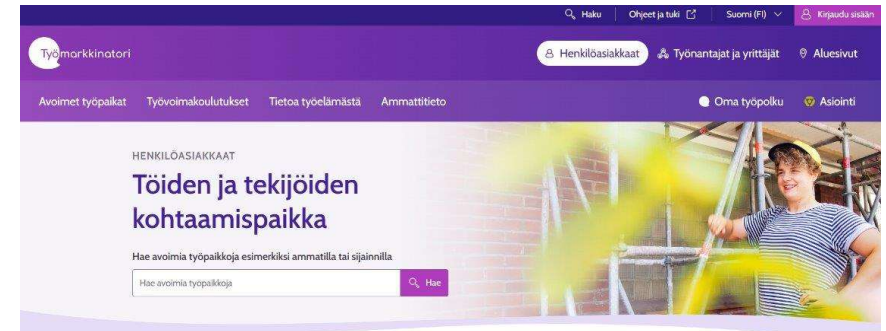 Haku Ohjeet ja tuki Suomi (FI) Kirjaudu sisään
Työmarkkinatori Henkilöasiakkaat Työnantajat ja yrittäjät Aluesivut
Avoimet työpaikat Työvoimakoulutukset Tietoa työelämästä Ammattitieto Oma työpolku Asiointi
HENKILÖASIAKKAAT
Töiden ja tekijöiden
kohtaamispaikka
Hae avoimia työpaikkoja esimerkiksi ammatilla tai sijainnilla
Hae avoimia työpaikkoja Hae